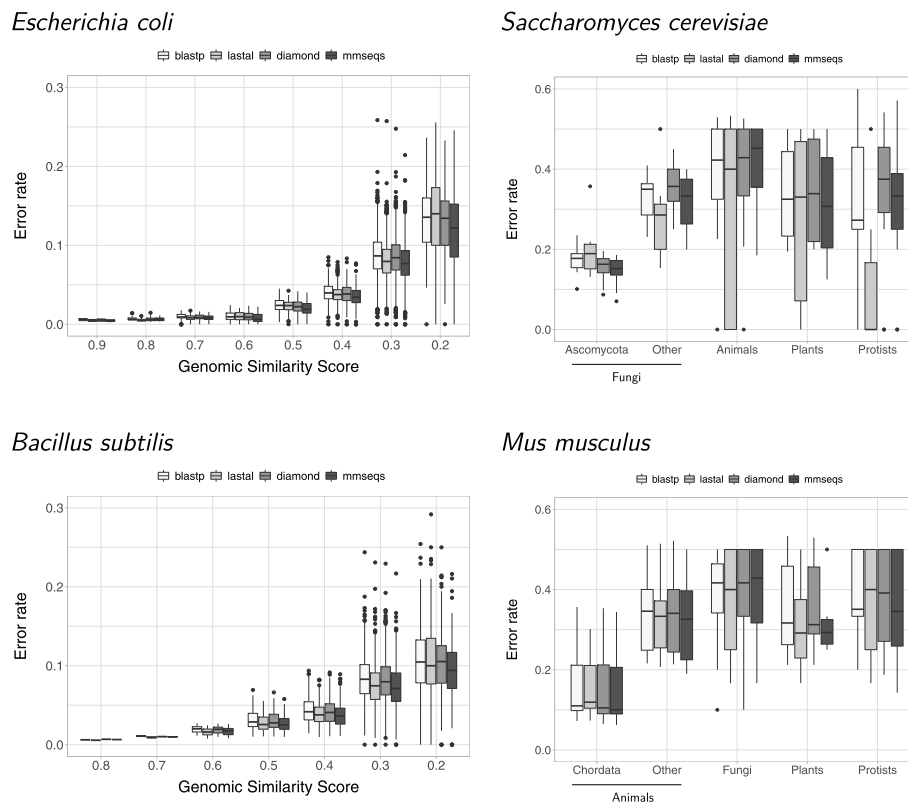 Escherichia coli
blastp lastal diamond mmseqs
Error rate
0.3
0.2
0.1
0.0
0.9 0.8 0.7 0.6 0.5 0.4 0.3 0.2
Genomic Similarity Score
Saccharomyces cerevisiae
blastp lastal diamond mmseqs
Error rate
0.6
0.4
0.2
0.0
Ascomycota Other Animals Plants Protists
Fungi
Bacillus subtilis
blastp lastal diamond mmseqs
Error rate
0.3
0.2
0.1
0.0
0.8 0.7 0.6 0.5 0.4 0.3 0.2
Genomic Similarity Score
Mus musculus
blastp lastal diamond mmseqs
Error rate
0.6
0.4
0.2
0.0
Chordata Other Fungi Plants Protists
Animals